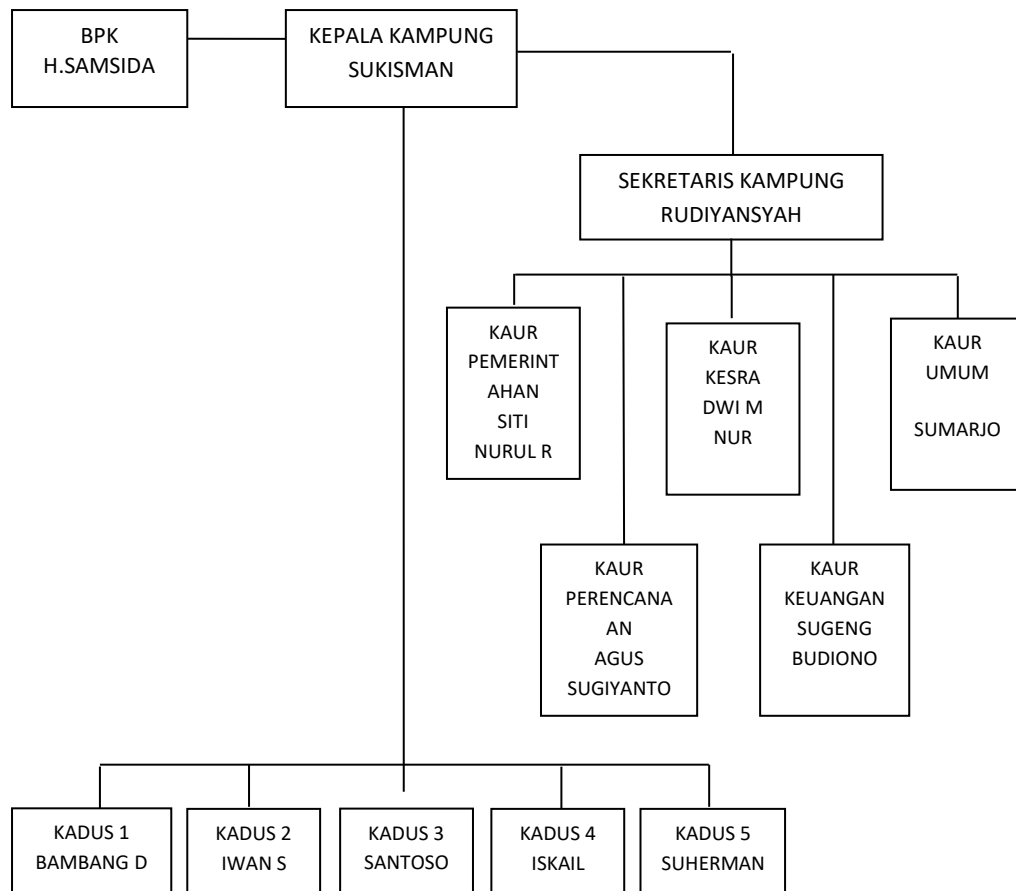 BPK
H.SAMSIDA
KEPALA KAMPUNG
SUKISMAN
SEKRETARIS KAMPUNG
RUDIYANSYAH
KAUR
PEMERINT
AHAN
SITI
NURUL R
KAUR
KESRA
DWI M
NUR
KAUR
UMUM
SUMARJO
KAUR
PERENCANA
AN
AGUS
SUGIYANTO
KAUR
KEUANGAN
SUGENG
BUDIONO
KADUS 1
BAMBANG D
KADUS 2
IWAN S
KADUS 3
SANTOSO
KADUS 4
ISKAIL
KADUS 5
SUHERMAN